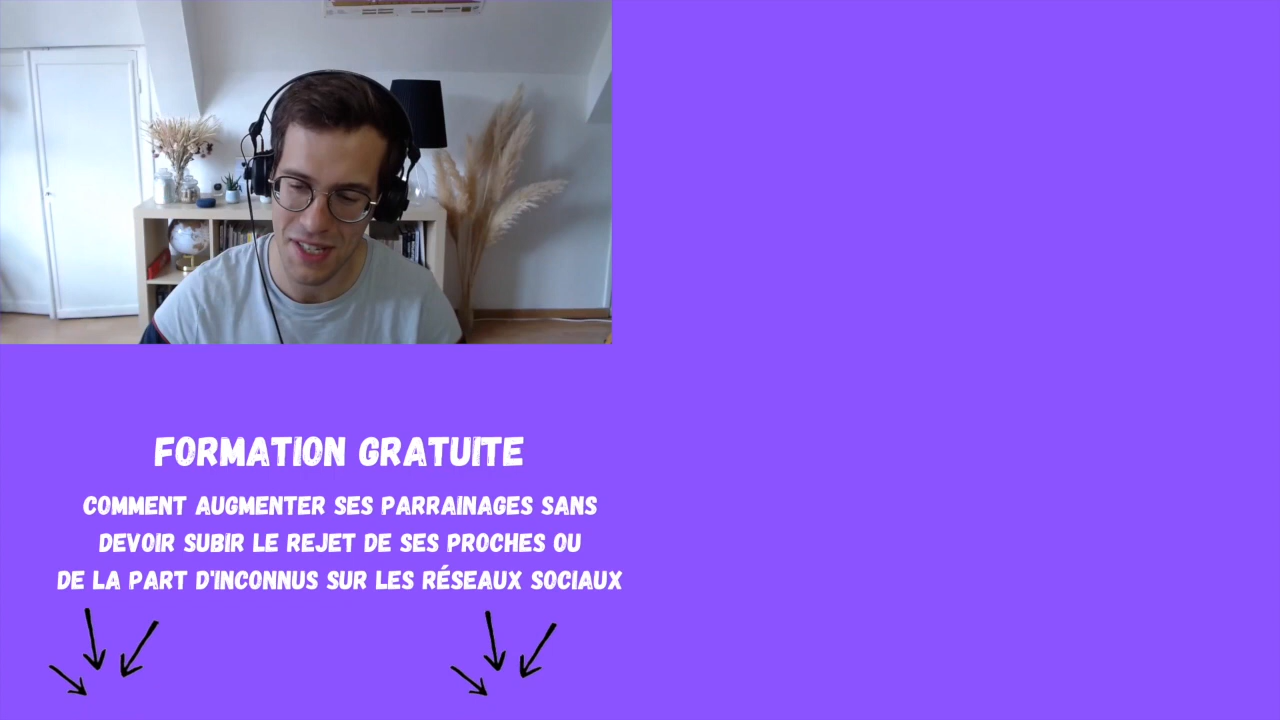 FORMATION GRATUITE
COMMENT AUGMENTER SES PARRAINAGES SANS
DEVOIR SUBIR LE REJET DE SES PROCHES OU
DE LA PART D'INCONNUS SUR LES RÉSEAUX SOCIAUX